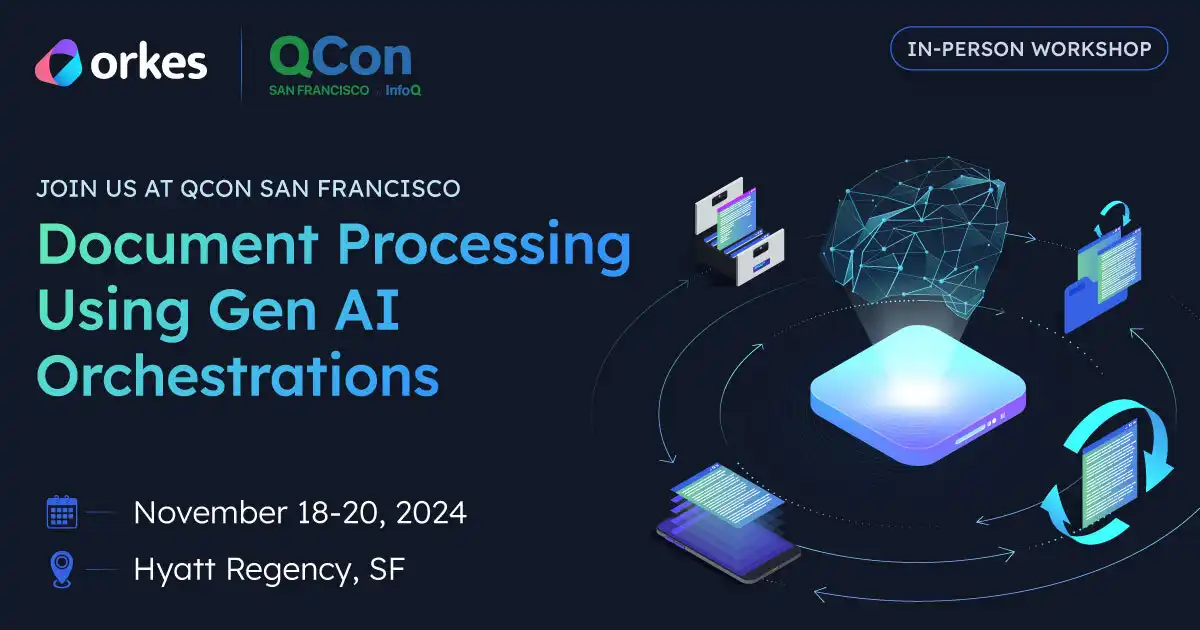 orkes
QCon
SAN FRANCISCO InfoQ
IN-PERSON WORKSHOP
JOIN US AT QCON SAN FRANCISCO
Document Processing
Using Gen AI
Orchestrations
November 18-20, 2024
Hyatt Regency, SF